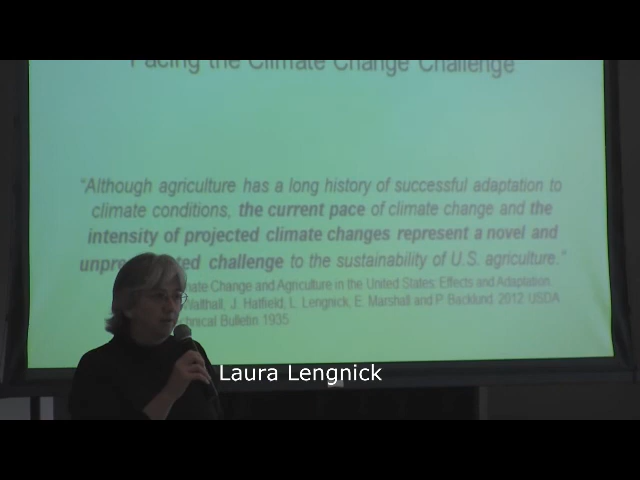 Facing the Climate Change Challenge
“Although agriculture has a long history of successful adaptation to
climate conditions, the current pace of climate change and the
intensity of projected climate changes represent a novel and
challenge to the sustainability of U.S. agriculture.”
Climate Change and Agriculture in the United States: Effects and Adaptation.
Walthall, J. Hatfield, L. Lengnick, E. Marshall and P. Backlund. 2012. USDA
Technical Bulletin 1935
Laura Lengnick